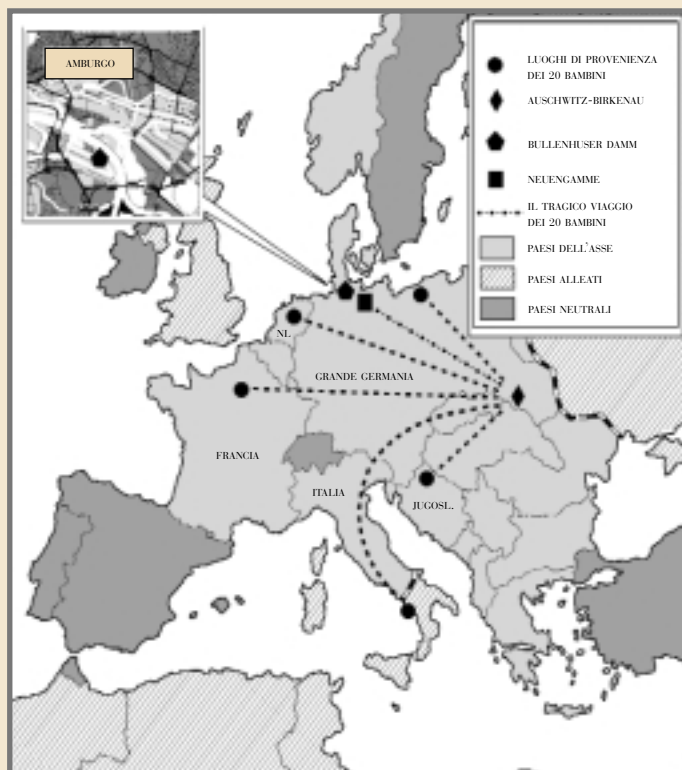 AMBURGO
LUOGHI DI PROVENIENZA
DEI 20 BAMBINI
AUSCHWITZ-BIRKENAU
BULLENHUSER DAMM
NEUENGAMME
IL TRAGICO VIAGGIO
DEI 20 BAMBINI
PAESI DELL'ASSE
PAESI ALLEATI
PAESI NEUTRALI
NL
GRANDE GERMANIA
FRANCIA
ITALIA
JUGOSL.